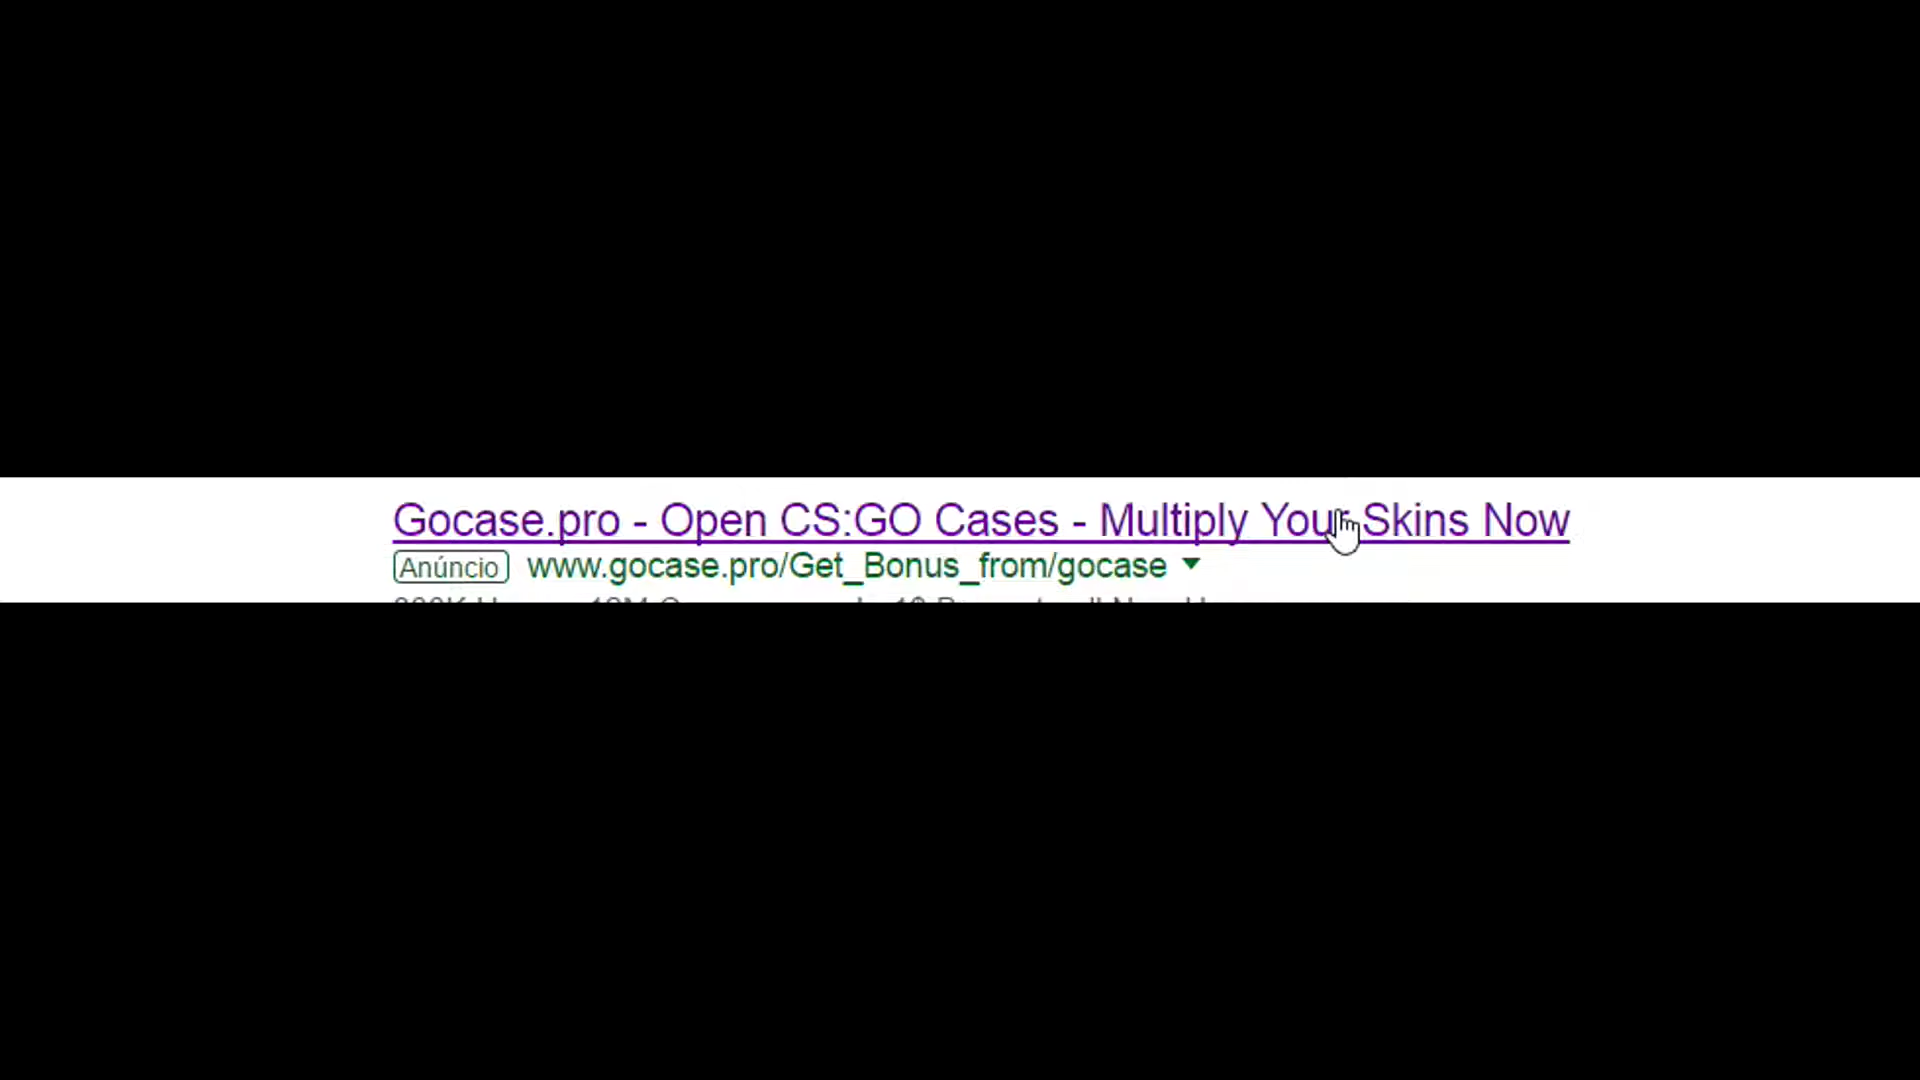 Gocase.pro - Open CS:GO Cases - Multiply Your Skins Now
Anúncio www.gocase.pro/Get_Bonus_from/gocase